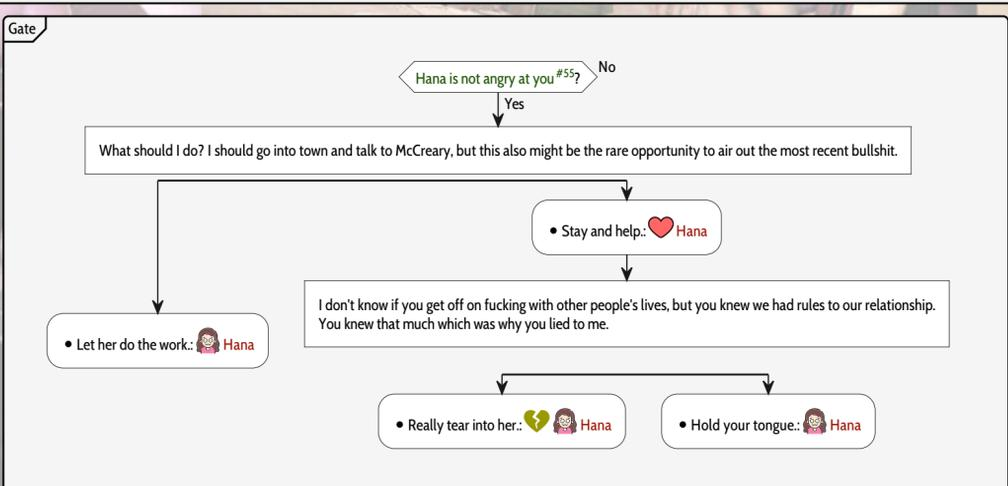 Gate
Hana is not angry at you#55?
No
Yes
What should I do? I should go into town and talk to McCreary, but this also might be the rare opportunity to air out the most recent bullshit.
• Stay and help.: Hana
I don't know if you get off on fucking with other people's lives, but you knew we had rules to our relationship.
You knew that much which was why you lied to me.
• Let her do the work.: Hana
• Really tear into her.: Hana
• Hold your tongue.: Hana